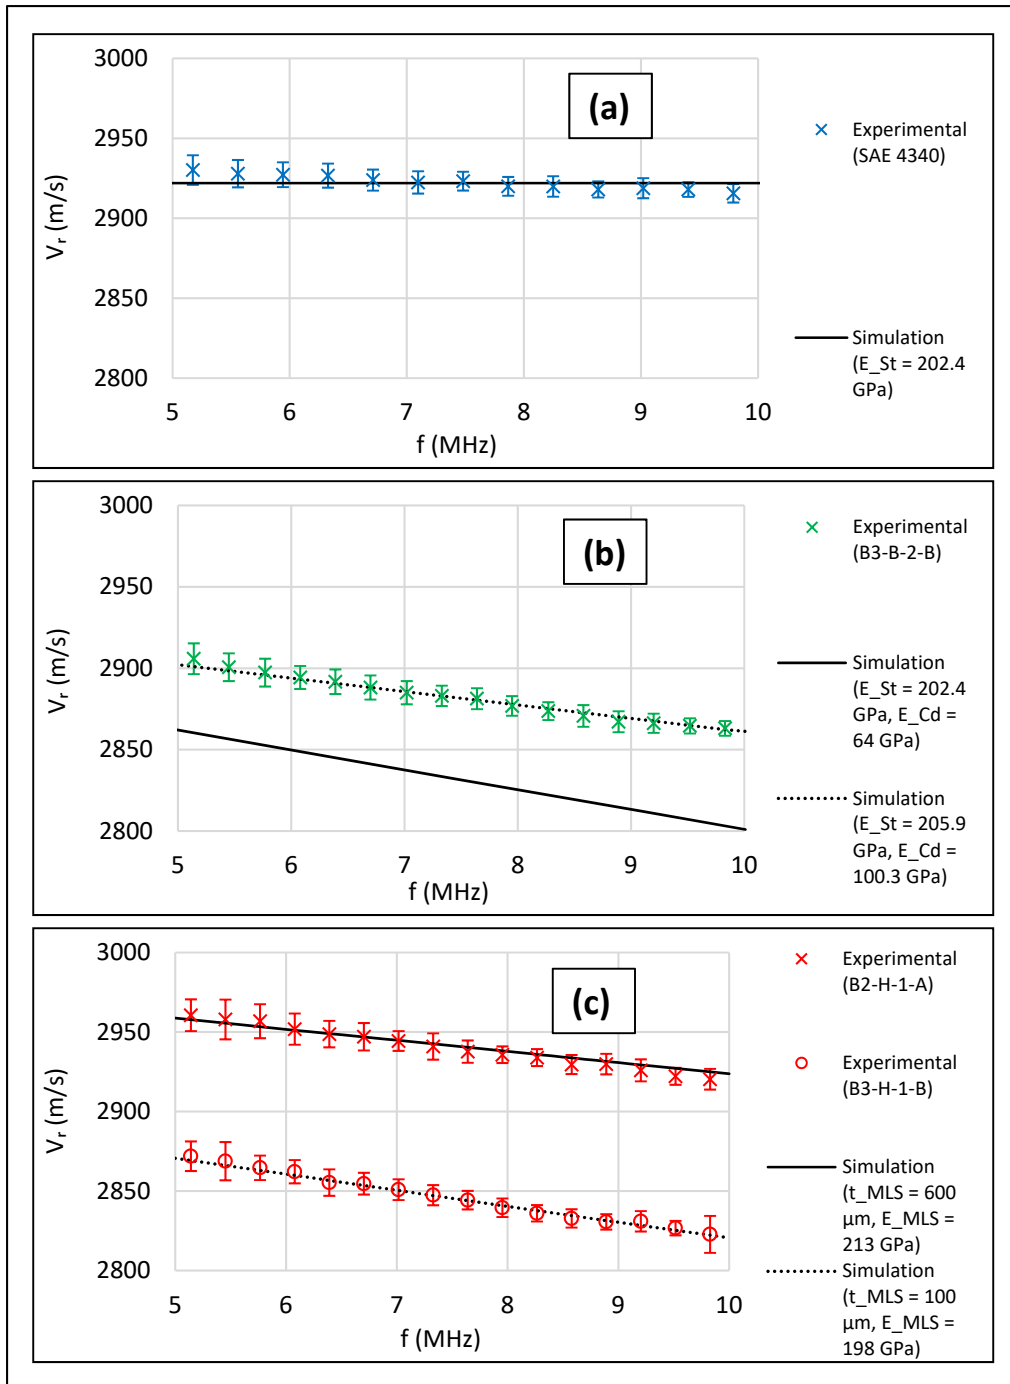 (a)
3000
2950
2900
2850
2800
V_r (m/s)
5 6 7 8 9 10
f (MHz)
Experimental
(SAE 4340)
Simulation
(E_St = 202.4
GPa)
(b)
3000
2950
2900
2850
2800
V_r (m/s)
5 6 7 8 9 10
f (MHz)
Experimental
(B3-B-2-B)
Simulation
(E_St = 202.4
GPa, E_Cd =
64 GPa)
Simulation
(E_St = 205.9
GPa, E_Cd =
100.3 GPa)
(c)
3000
2950
2900
2850
2800
V_r (m/s)
5 6 7 8 9 10
f (MHz)
Experimental
(B2-H-1-A)
Experimental
(B3-H-1-B)
Simulation
(t_MLS = 600
µm, E_MLS =
213 GPa)
Simulation
(t_MLS = 100
µm, E_MLS =
198 GPa)